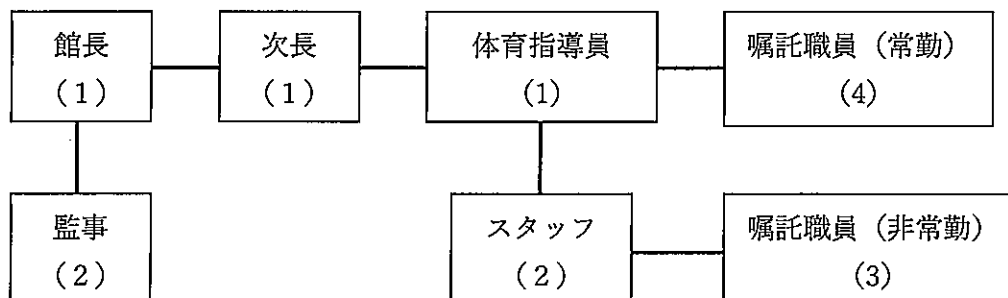 館長
(1)
次長
(1)
体育指導員
(1)
嘱託職員(常勤)
(4)
監事
(2)
スタッフ
(2)
嘱託職員(非常勤)
(3)